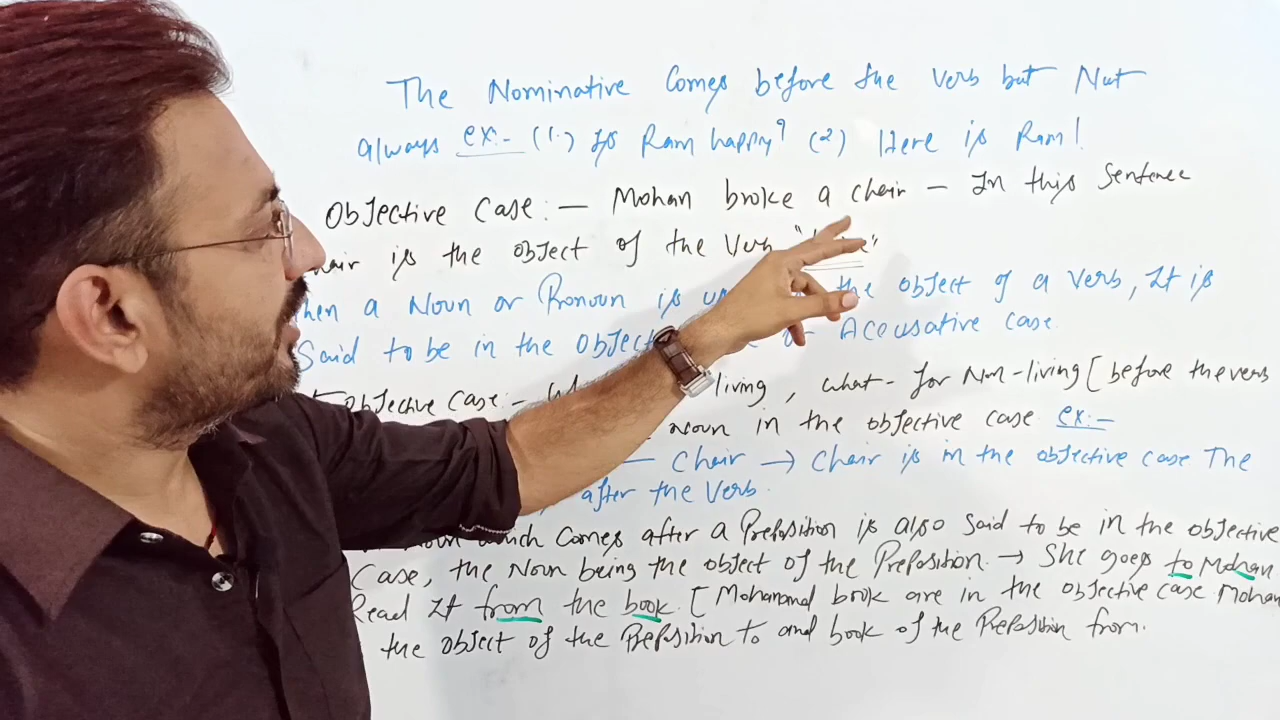 The Nominative Comes before the verb but Nut
always ex:- (1.) Is Ram happy? (2) Here is Ram!
Objective Case:- Mohan broke a chair - In this sentence
is the object of the Verb
a Noun or Pronoun is the object of a verb, It is
Said to be in the Acousative case.
Objective Case:- living, what - for Non-living [before the verb
noun in the objective case ex:-
Chair → Chair is in the objective case. The
after the Verb.
which comes after a Preposition is also said to be in the objective
Case, the Noun being the object of the Preposition. → She goes to Mohan
Read It from the book. [Mohanand book are in the objective case. Mohan
the object of the Preposition to and book of the Preposition from.